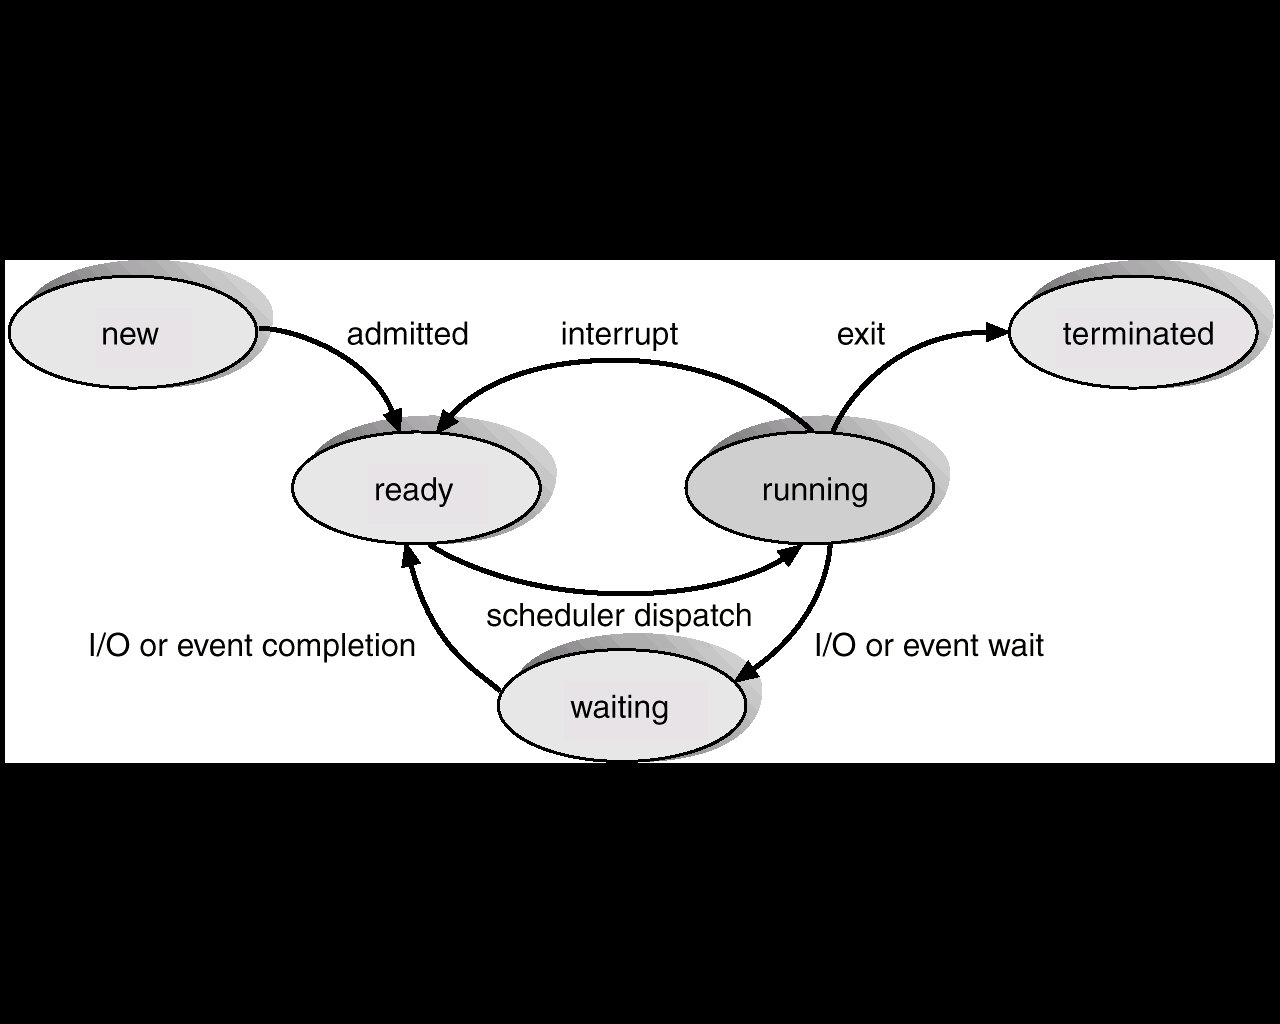 new
admitted
interrupt
exit
terminated
ready
running
scheduler dispatch
I/O or event completion
I/O or event wait
waiting